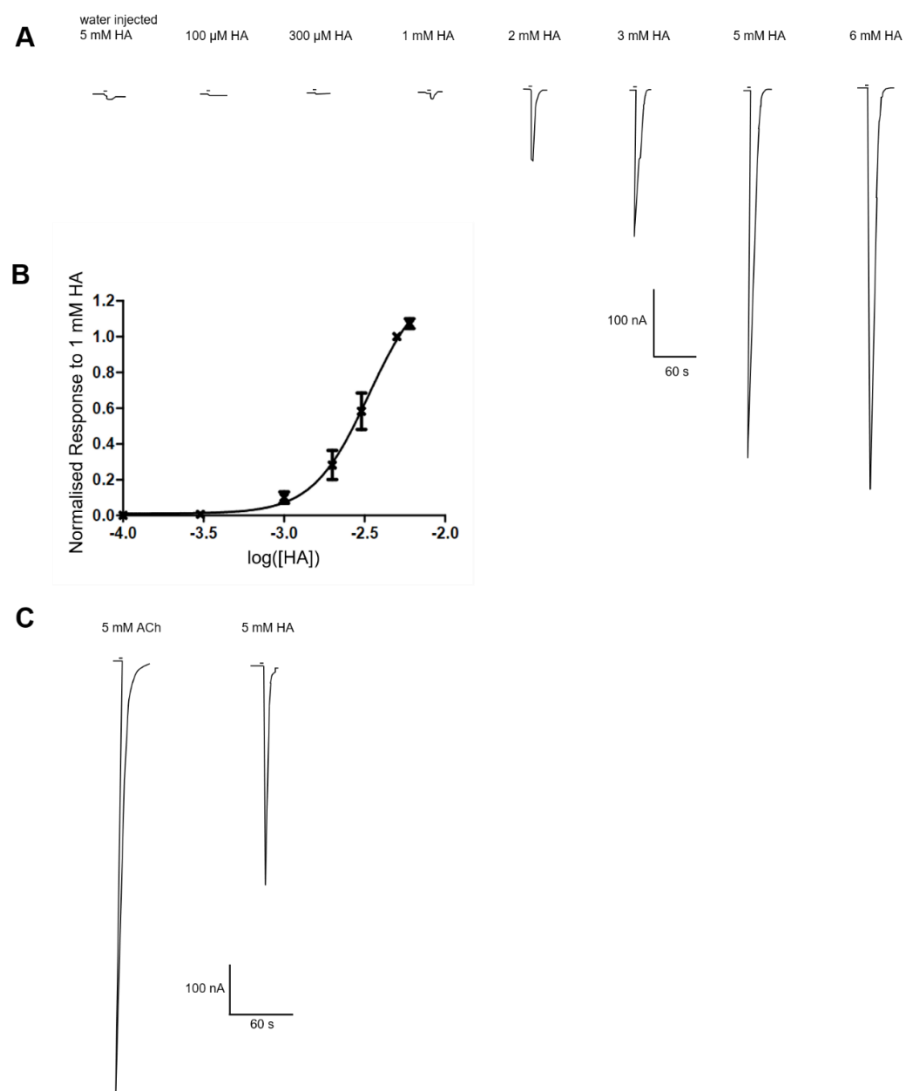 A
water injected
5 mM HA
100 µM HA
300 µM HA
1 mM HA
2 mM HA
3 mM HA
5 mM HA
6 mM HA
100 nA
60 s
B
Normalised Response to 1 mM HA
1.2
1.0
0.8
0.6
0.4
0.2
0.0
-4.0
-3.5
-3.0
-2.5
-2.0
log([HA])
C
5 mM ACh
5 mM HA
100 nA
60 s